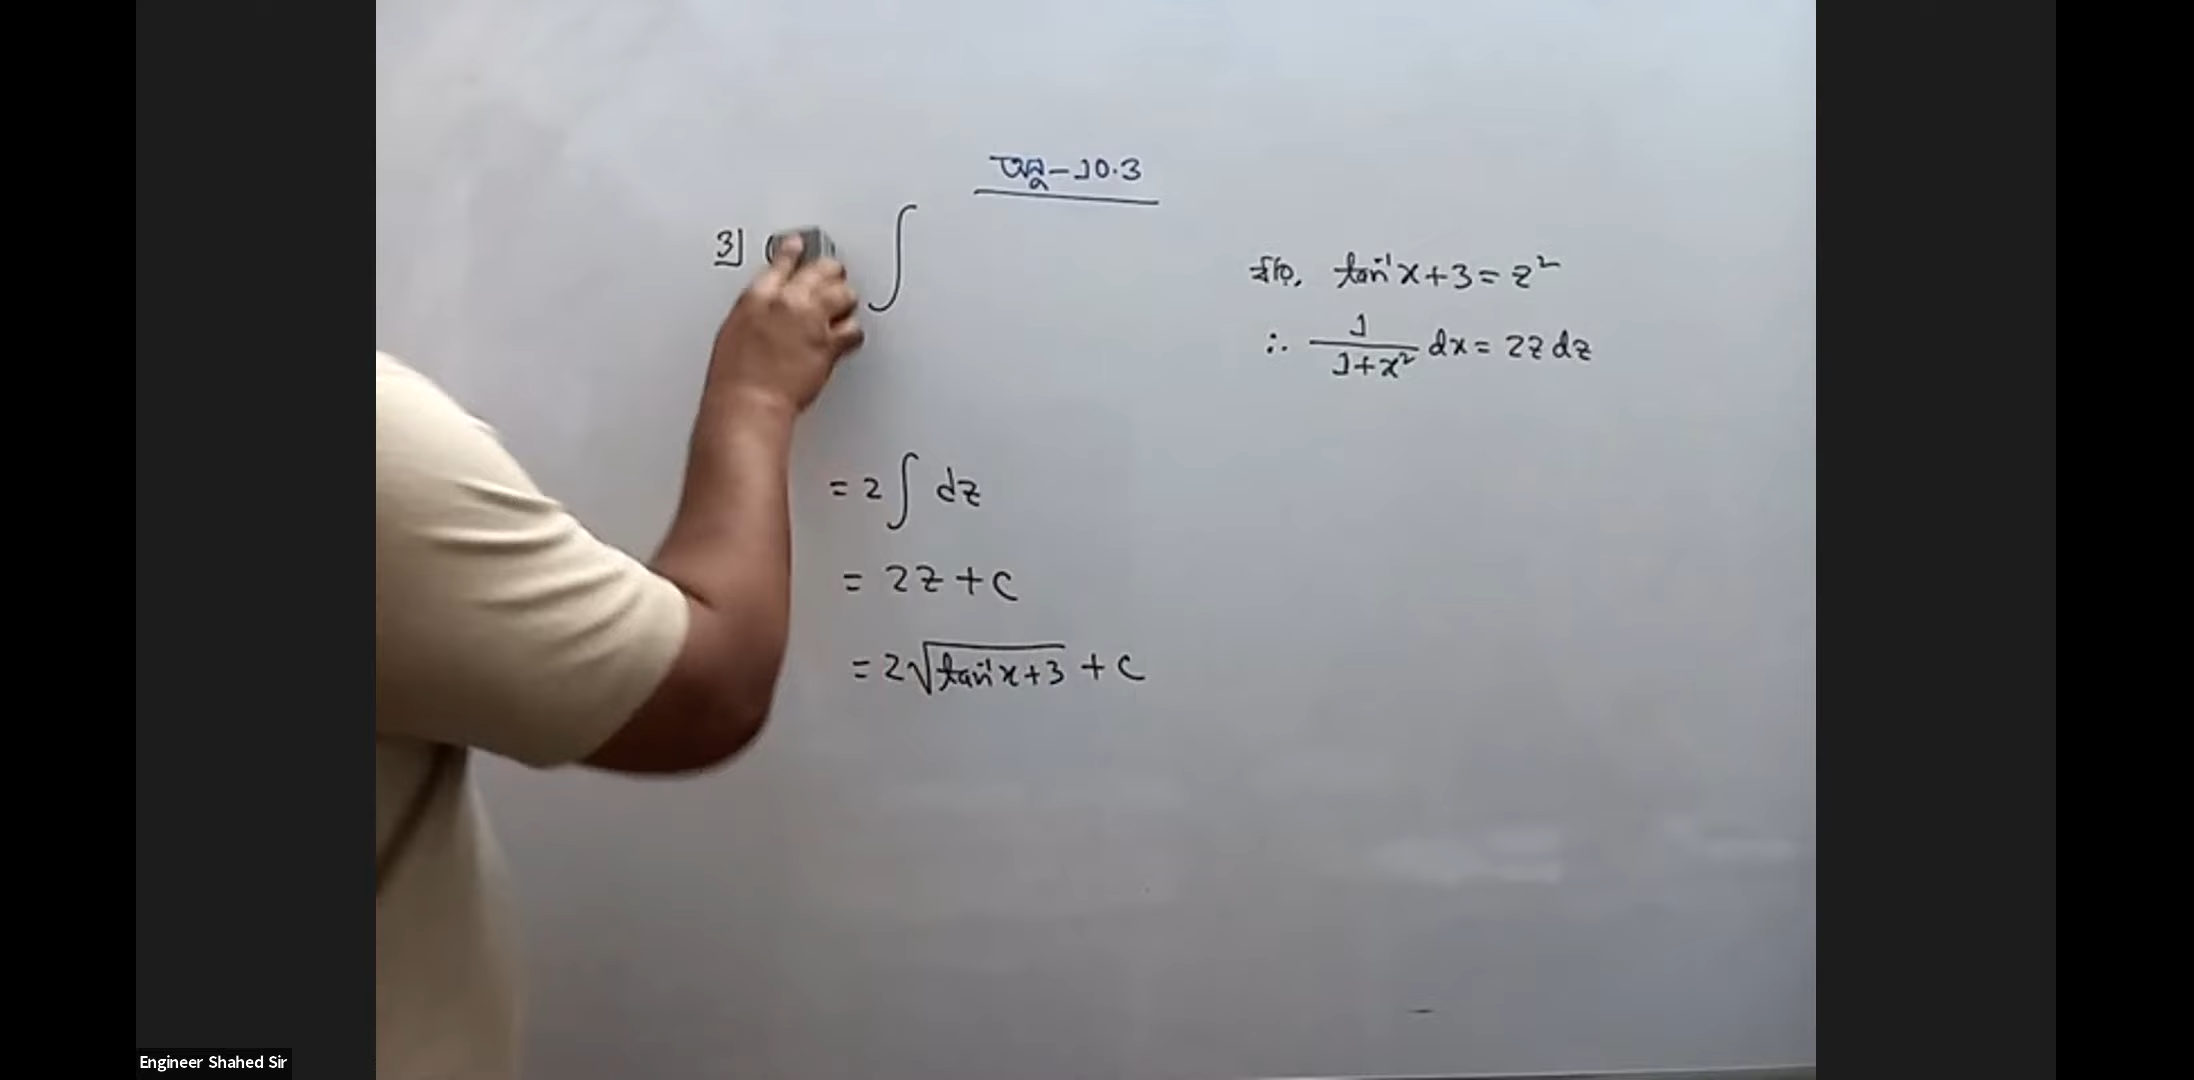 অনু-10.3
3] (
∫
ধরি, tan⁻¹x+3 = z²
∴ 1/(1+x²) dx = 2z dz
= 2∫ dz
= 2z + c
= 2√(tan⁻¹x+3) + c
Engineer Shahed Sir